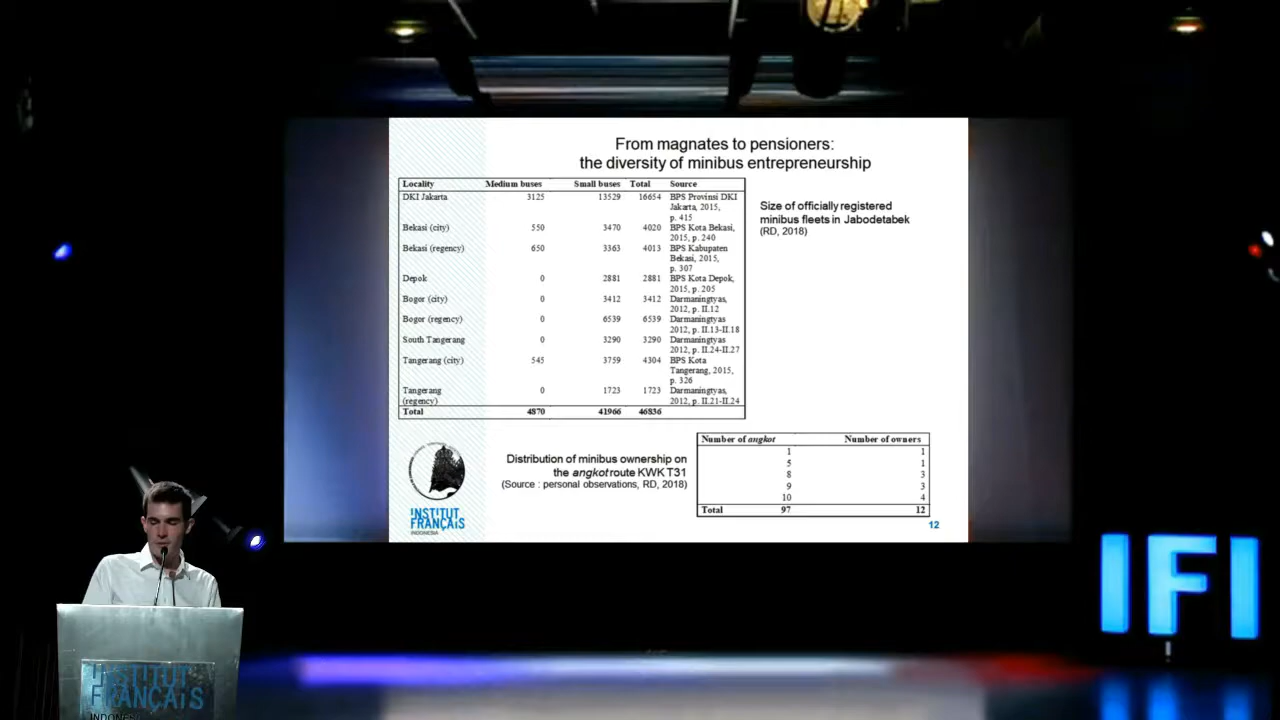 From magnates to pensioners:
the diversity of minibus entrepreneurship
Locality Medium buses Small buses Total Source
DKI Jakarta 3125 13529 16654 BPS Provinsi DKI
Jakarta, 2015,
p. 415
Bekasi (city) 550 3470 4020 BPS Kota Bekasi,
2015, p. 240
Bekasi (regency) 650 3363 4013 BPS Kabupaten
Bekasi, 2015,
p. 307
Depok 0 2881 2881 BPS Kota Depok,
2015, p. 205
Bogor (city) 0 3412 3412 Darmaningtyas,
2012, p. II.12
Bogor (regency) 0 6539 6539 Darmaningtyas
2012, p. II.13-II.18
South Tangerang 0 3290 3290 Darmaningtyas
2012, p. II.24-II.27
Tangerang (city) 545 3759 4304 BPS Kota
Tangerang, 2015,
p. 326
Tangerang 0 1723 1723 Darmaningtyas,
(regency) 2012, p. II.21-II.24
Total 4870 41966 46836
Size of officially registered
minibus fleets in Jabodetabek
(RD, 2018)
Distribution of minibus ownership on
the angkot route KWK T31
(Source : personal observations, RD, 2018)
Number of angkot Number of owners
1 1
5 1
8 3
9 3
10 4
Total 97 12
INSTITUT
FRANÇAIS
INDONESIA
12
IFI
INSTITUT
FRANÇAIS
INDONESIA